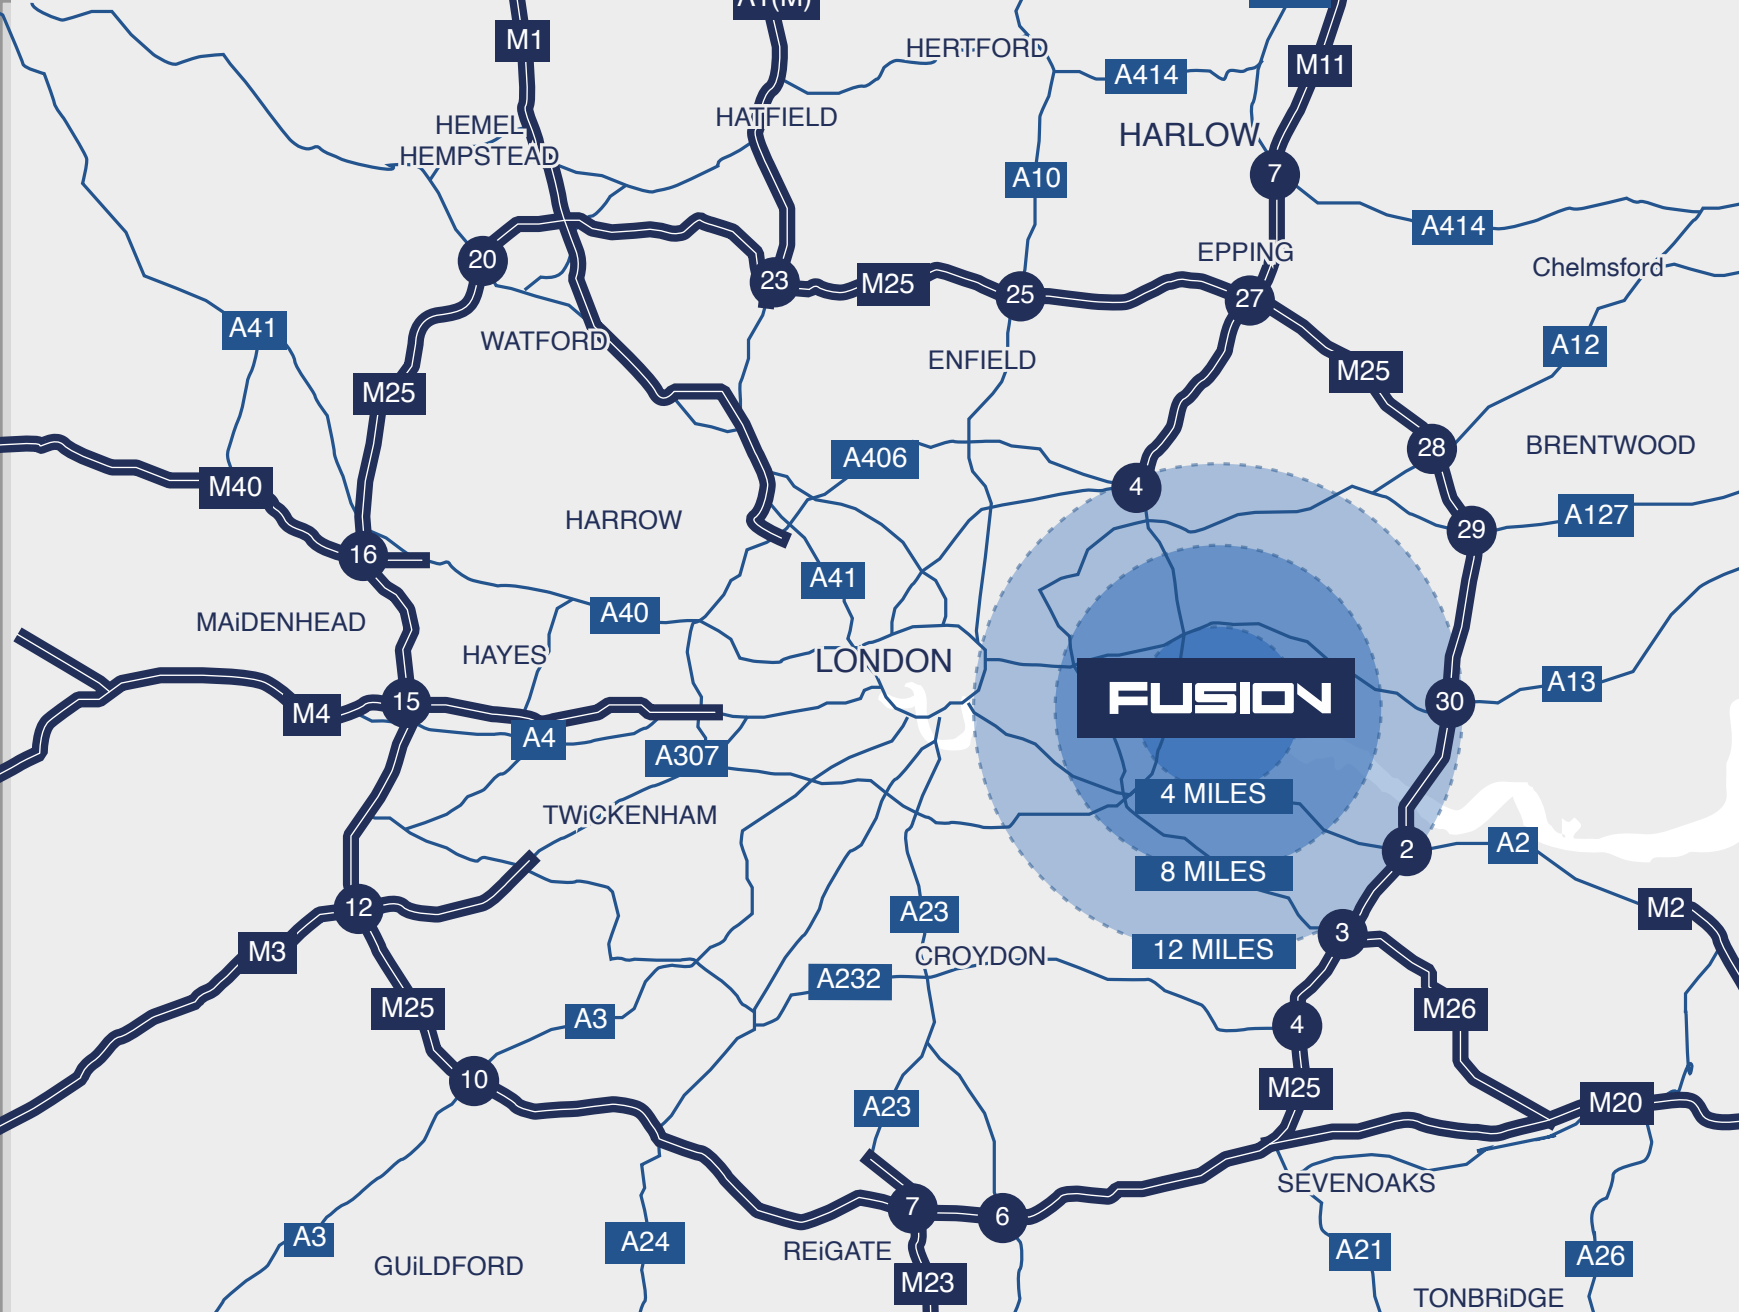 A1(M)
M1
HERTFORD
M11
A414
HEMEL
HEMPSTEAD
HATFIELD
HARLOW
7
A10
A414
EPPING
20
23
M25
25
27
Chelmsford
A41
WATFORD
ENFIELD
A12
M25
M25
28
BRENTWOOD
A406
M40
4
HARROW
A127
29
16
A41
A40
MAiDENHEAD
HAYES
LONDON
A13
15
M4
FUSION
30
A4
A307
4 MILES
TWiCKENHAM
A2
2
8 MILES
12
A23
M2
M3
3
CROYDON
12 MILES
A232
M25
A3
4
M26
10
M25
A23
M20
SEVENOAKS
7
6
A3
A24
REiGATE
A21
A26
GUiLDFORD
M23
TONBRiDGE